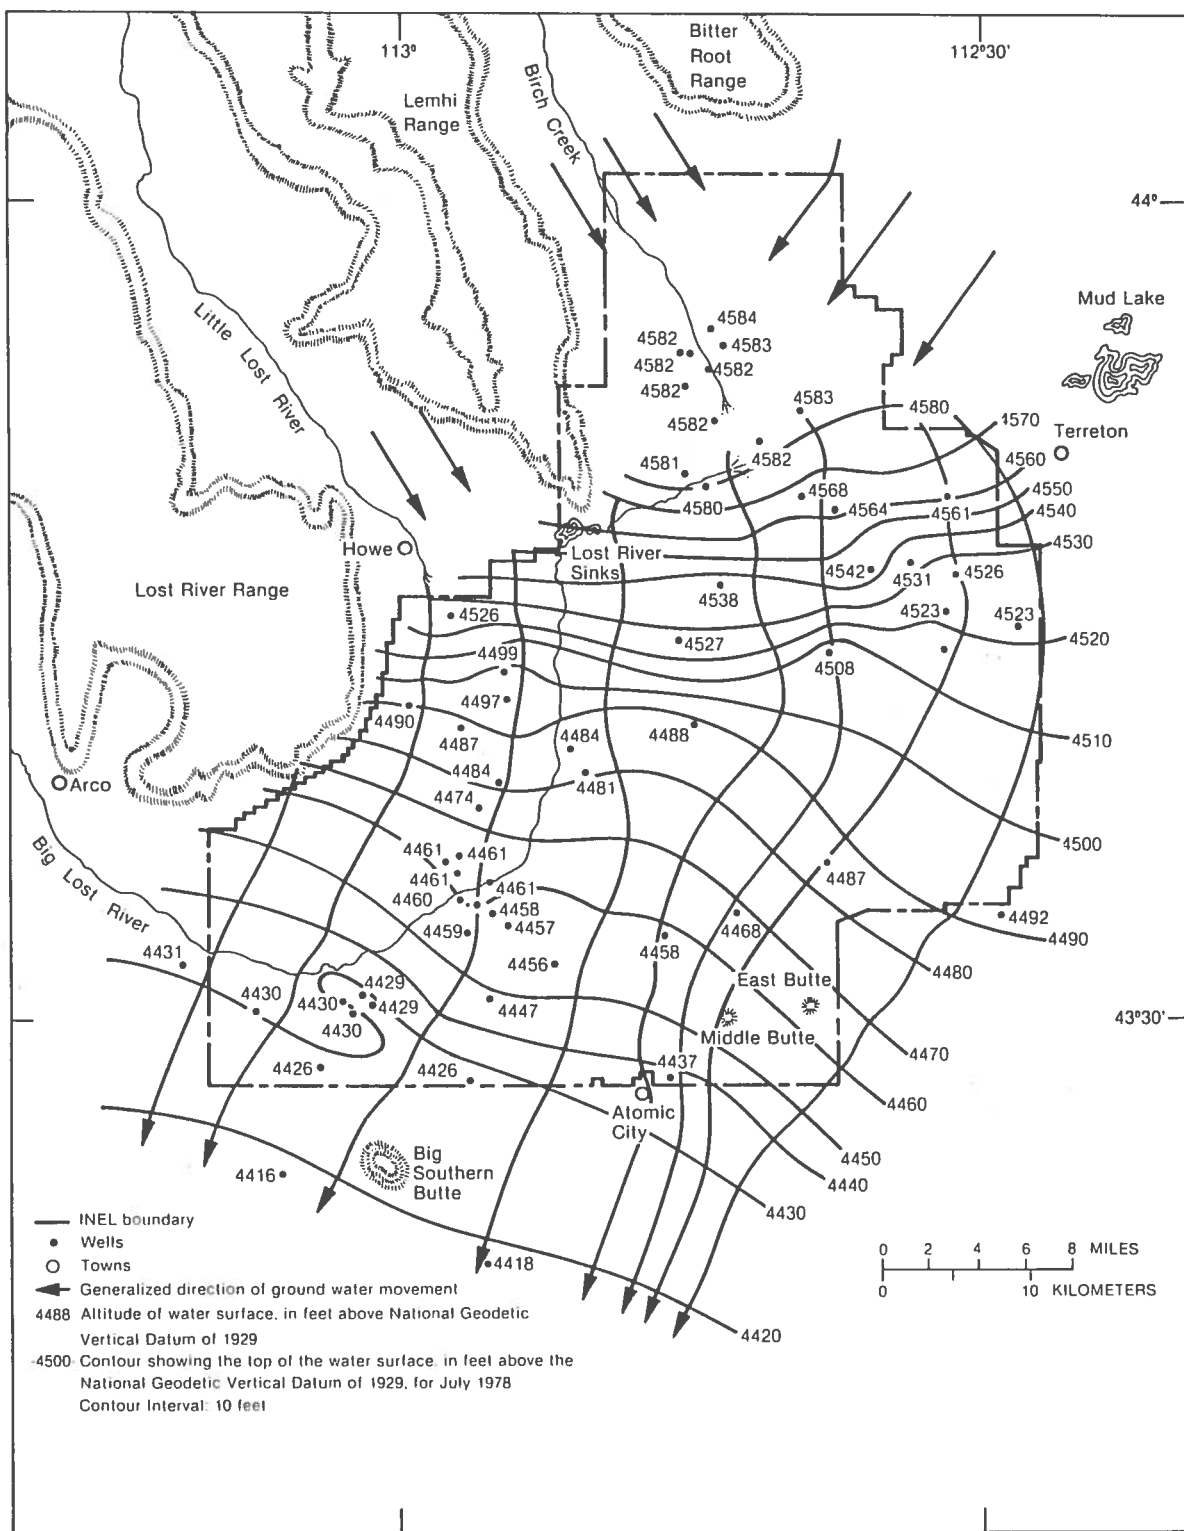 113°
112°30'
Bitter
Root
Range
Lemhi
Range
Birch Creek
44°
Mud Lake
Little Lost River
4584
4582
4583
4582
4582
4582
4583
4580
4582
4570
Terreton
4582
4581
4560
4568
4550
4580
4564
4561
4540
4530
Howe
Lost River
Sinks
4542
4531
4526
Lost River Range
4538
4526
4523
4523
4527
4520
4499
4508
4497
4490
4484
4488
4487
4510
4484
4481
Arco
4474
4500
Big Lost River
4461
4461
4487
4461
4461
4460
4458
4468
4492
4459
4457
4458
4490
4431
4456
4480
East Butte
4429
4430
4430
4429
4447
4430
Middle Butte
43°30'
4470
4437
4426
4426
4460
Atomic
City
4450
Big
Southern
Butte
4416
4440
4430
INEL boundary
Wells
Towns
Generalized direction of ground water movement
4488 Altitude of water surface, in feet above National Geodetic
Vertical Datum of 1929
-4500- Contour showing the top of the water surface, in feet above the
National Geodetic Vertical Datum of 1929, for July 1978
Contour Interval: 10 feet
4418
4420
0 2 4 6 8 MILES
0 10 KILOMETERS